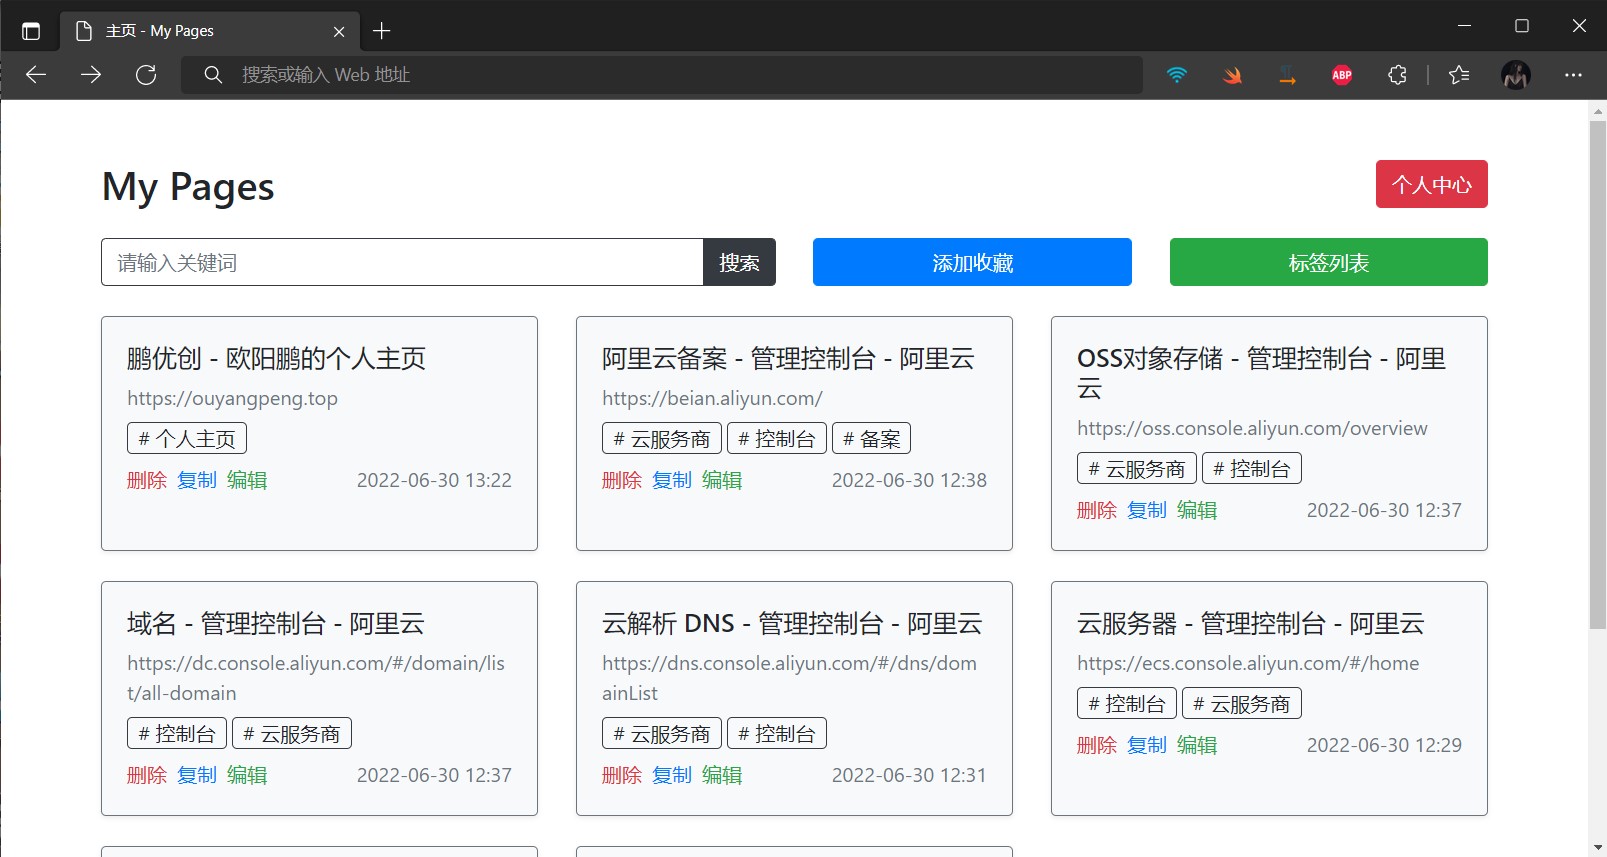 主页 - My Pages
搜索或输入 Web 地址
ABP
My Pages
个人中心
请输入关键词
搜索
添加收藏
标签列表
鹏优创 - 欧阳鹏的个人主页
https://ouyangpeng.top
# 个人主页
删除 复制 编辑 2022-06-30 13:22
阿里云备案 - 管理控制台 - 阿里云
https://beian.aliyun.com/
# 云服务商 # 控制台 # 备案
删除 复制 编辑 2022-06-30 12:38
OSS对象存储 - 管理控制台 - 阿里
云
https://oss.console.aliyun.com/overview
# 云服务商 # 控制台
删除 复制 编辑 2022-06-30 12:37
域名 - 管理控制台 - 阿里云
https://dc.console.aliyun.com/#/domain/lis
t/all-domain
# 控制台 # 云服务商
删除 复制 编辑 2022-06-30 12:37
云解析 DNS - 管理控制台 - 阿里云
https://dns.console.aliyun.com/#/dns/dom
ainList
# 云服务商 # 控制台
删除 复制 编辑 2022-06-30 12:31
云服务器 - 管理控制台 - 阿里云
https://ecs.console.aliyun.com/#/home
# 控制台 # 云服务商
删除 复制 编辑 2022-06-30 12:29